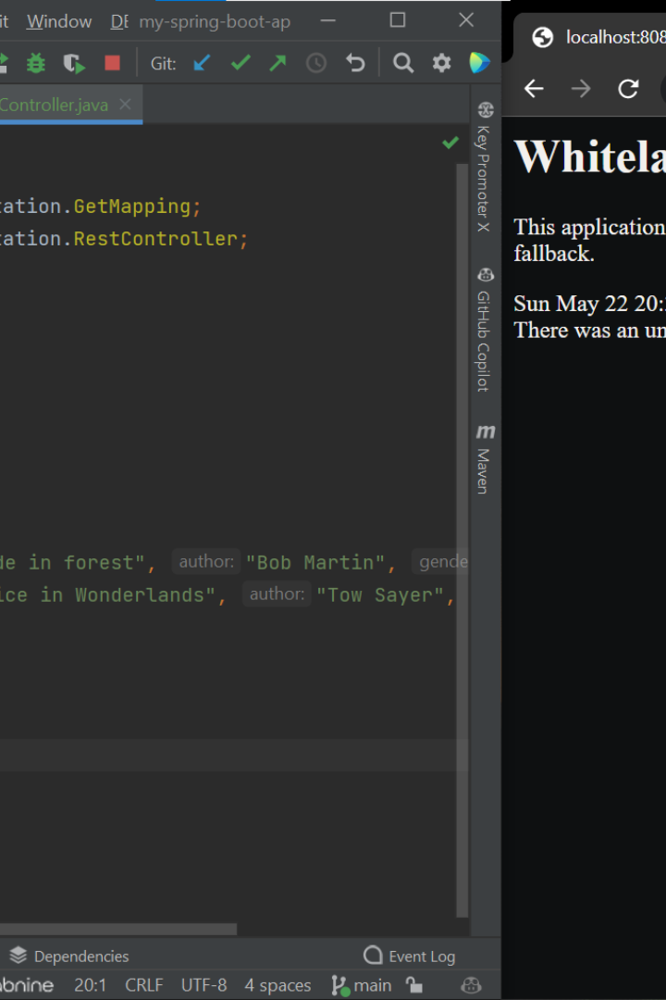 it Window DE my-spring-boot-ap
Git:
Controller.java
tation.GetMapping;
tation.RestController;
de in forest", author: "Bob Martin", gende
ice in Wonderlands", author: "Tow Sayer",
Key Promoter X
GitHub Copilot
m Maven
Dependencies Event Log
abnine 20:1 CRLF UTF-8 4 spaces main
localhost:808
Whitela
This application
fallback.
Sun May 22 20:
There was an un